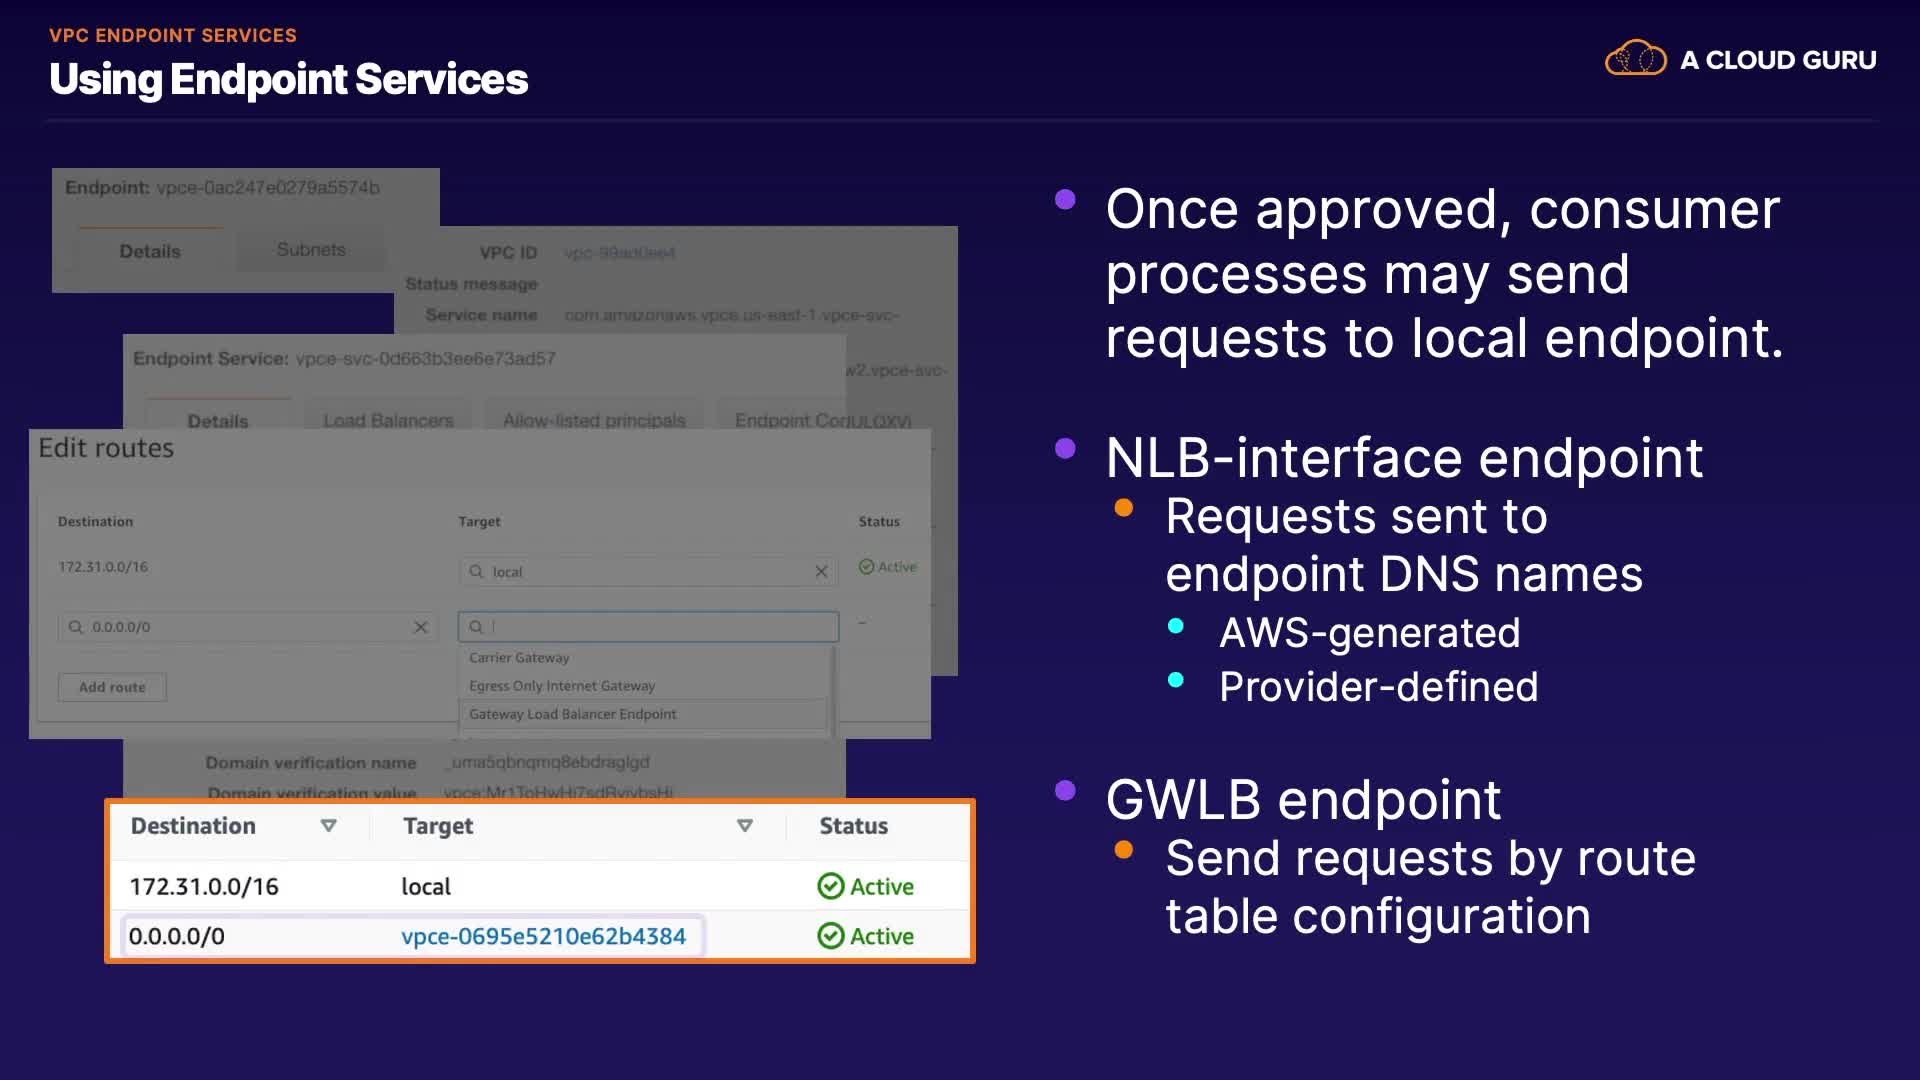 VPC ENDPOINT SERVICES
Using Endpoint Services
A CLOUD GURU
Endpoint: vpce-0ac247e0279a5574b
Details
Subnets
VPC ID vpc-99ad0ee4
Status message
Service name com.amazonaws.vpce.us-east-1.vpce-svc-
Endpoint Service: vpce-svc-0d663b3ee6e73ad57
w2.vpce-svc-
Details
Load Balancers
Allow-listed principals
Edit routes
Destination
Target
Status
172.31.0.0/16
local
Active
0.0.0.0/0
–
Carrier Gateway
Egress Only Internet Gateway
Add route
Gateway Load Balancer Endpoint
Domain verification name _uma5qbnqmq8ebdraglgd
Domain verification value
Destination
Target
Status
172.31.0.0/16
local
Active
0.0.0.0/0
vpce-0695e5210e62b4384
Active
Once approved, consumer
processes may send
requests to local endpoint.
NLB-interface endpoint
Requests sent to
endpoint DNS names
AWS-generated
Provider-defined
GWLB endpoint
Send requests by route
table configuration